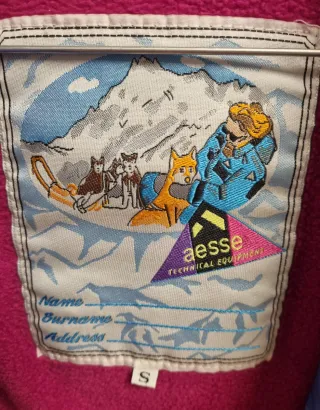 aesse
TECHNICAL EQUIPMENT
Name
Surname
Address
S